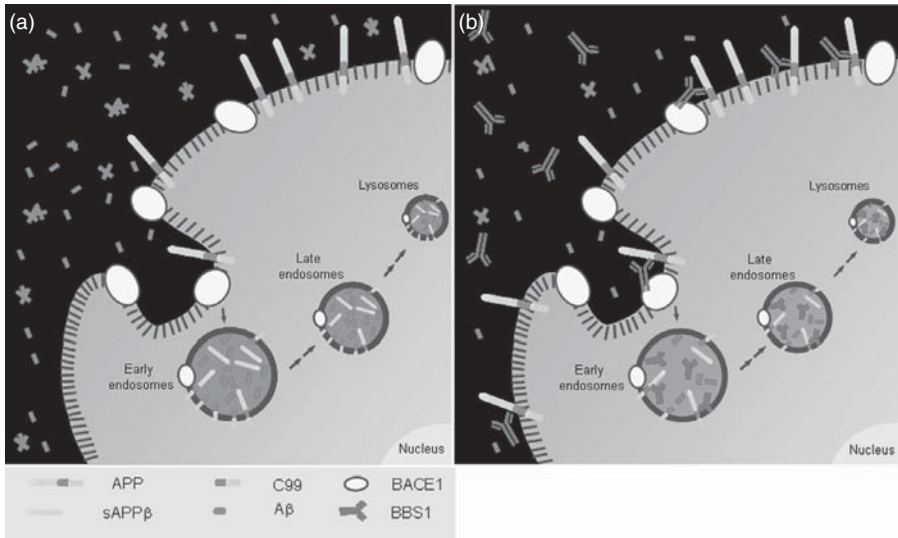 (a)
Lysosomes
Late
endosomes
Early
endosomes
Nucleus
(b)
Lysosomes
Late
endosomes
Early
endosomes
Nucleus
APP
C99
BACE1
sAPPβ
Aβ
BBS1